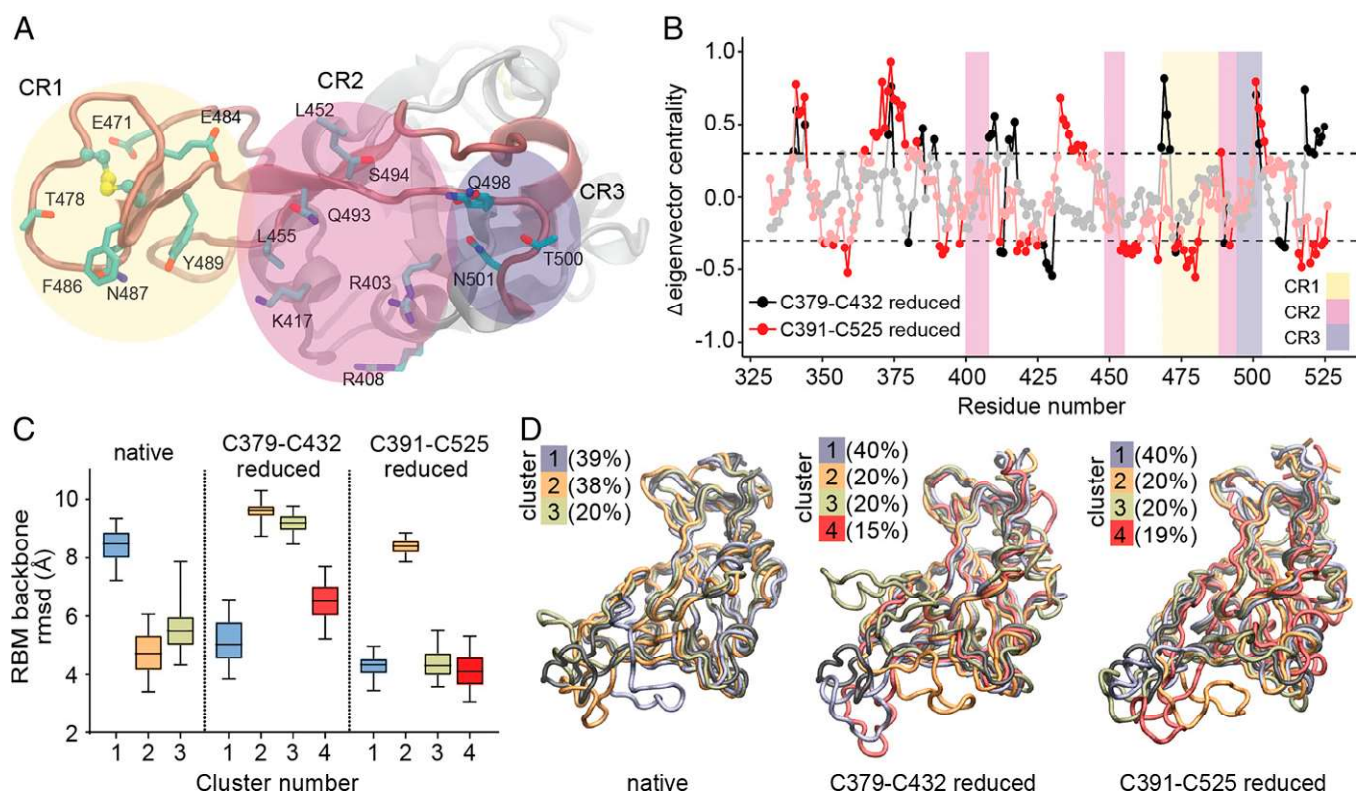 A
CR1
CR2
CR3
E471
E484
L452
S494
Q498
T478
Q493
L455
Y489
F486
N487
K417
R403
N501
T500
R408
B
Δeigenvector centrality
1.0
0.5
0.0
-0.5
-1.0
C379-C432 reduced
C391-C525 reduced
CR1
CR2
CR3
325 350 375 400 425 450 475 500 525
Residue number
C
native
C379-C432
reduced
C391-C525
reduced
RBM backbone
rmsd (Å)
10
8
6
4
2
1 2 3 1 2 3 4 1 2 3 4
Cluster number
D
cluster
1 (39%)
2 (38%)
3 (20%)
native
cluster
1 (40%)
2 (20%)
3 (20%)
4 (15%)
C379-C432 reduced
cluster
1 (40%)
2 (20%)
3 (20%)
4 (19%)
C391-C525 reduced